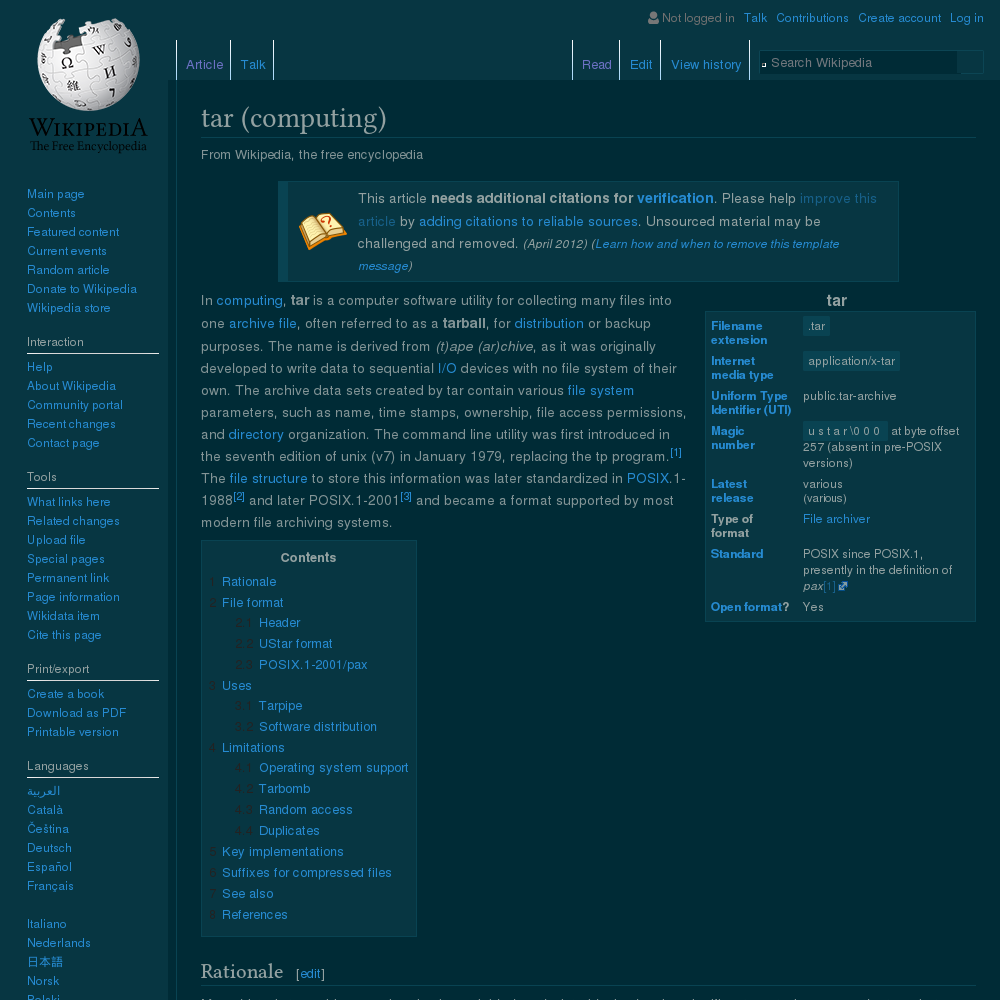 Not logged in Talk Contributions Create account Log in
Article Talk Read Edit View history Search Wikipedia
WIKIPEDIA
The Free Encyclopedia
Main page
Contents
Featured content
Current events
Random article
Donate to Wikipedia
Wikipedia store
Interaction
Help
About Wikipedia
Community portal
Recent changes
Contact page
Tools
What links here
Related changes
Upload file
Special pages
Permanent link
Page information
Wikidata item
Cite this page
Print/export
Create a book
Download as PDF
Printable version
Languages
العربية
Català
Čeština
Deutsch
Español
Français
Italiano
Nederlands
日本語
Norsk
Polski
tar (computing)
From Wikipedia, the free encyclopedia
This article needs additional citations for verification. Please help improve this
article by adding citations to reliable sources. Unsourced material may be
challenged and removed. (April 2012) (Learn how and when to remove this template
message)
In computing, tar is a computer software utility for collecting many files into
one archive file, often referred to as a tarball, for distribution or backup
purposes. The name is derived from (t)ape (ar)chive, as it was originally
developed to write data to sequential I/O devices with no file system of their
own. The archive data sets created by tar contain various file system
parameters, such as name, time stamps, ownership, file access permissions,
and directory organization. The command line utility was first introduced in
the seventh edition of unix (v7) in January 1979, replacing the tp program.[1]
The file structure to store this information was later standardized in POSIX.1-
1988[2] and later POSIX.1-2001[3] and became a format supported by most
modern file archiving systems.
tar
Filename .tar
extension
Internet application/x-tar
media type
Uniform Type public.tar-archive
Identifier (UTI)
Magic u s t a r \0 0 0 at byte offset
number 257 (absent in pre-POSIX
versions)
Latest various
release (various)
Type of File archiver
format
Standard POSIX since POSIX.1,
presently in the definition of
pax[1]
Open format? Yes
Contents
1 Rationale
2 File format
2.1 Header
2.2 UStar format
2.3 POSIX.1-2001/pax
3 Uses
3.1 Tarpipe
3.2 Software distribution
4 Limitations
4.1 Operating system support
4.2 Tarbomb
4.3 Random access
4.4 Duplicates
5 Key implementations
6 Suffixes for compressed files
7 See also
8 References
Rationale [edit]